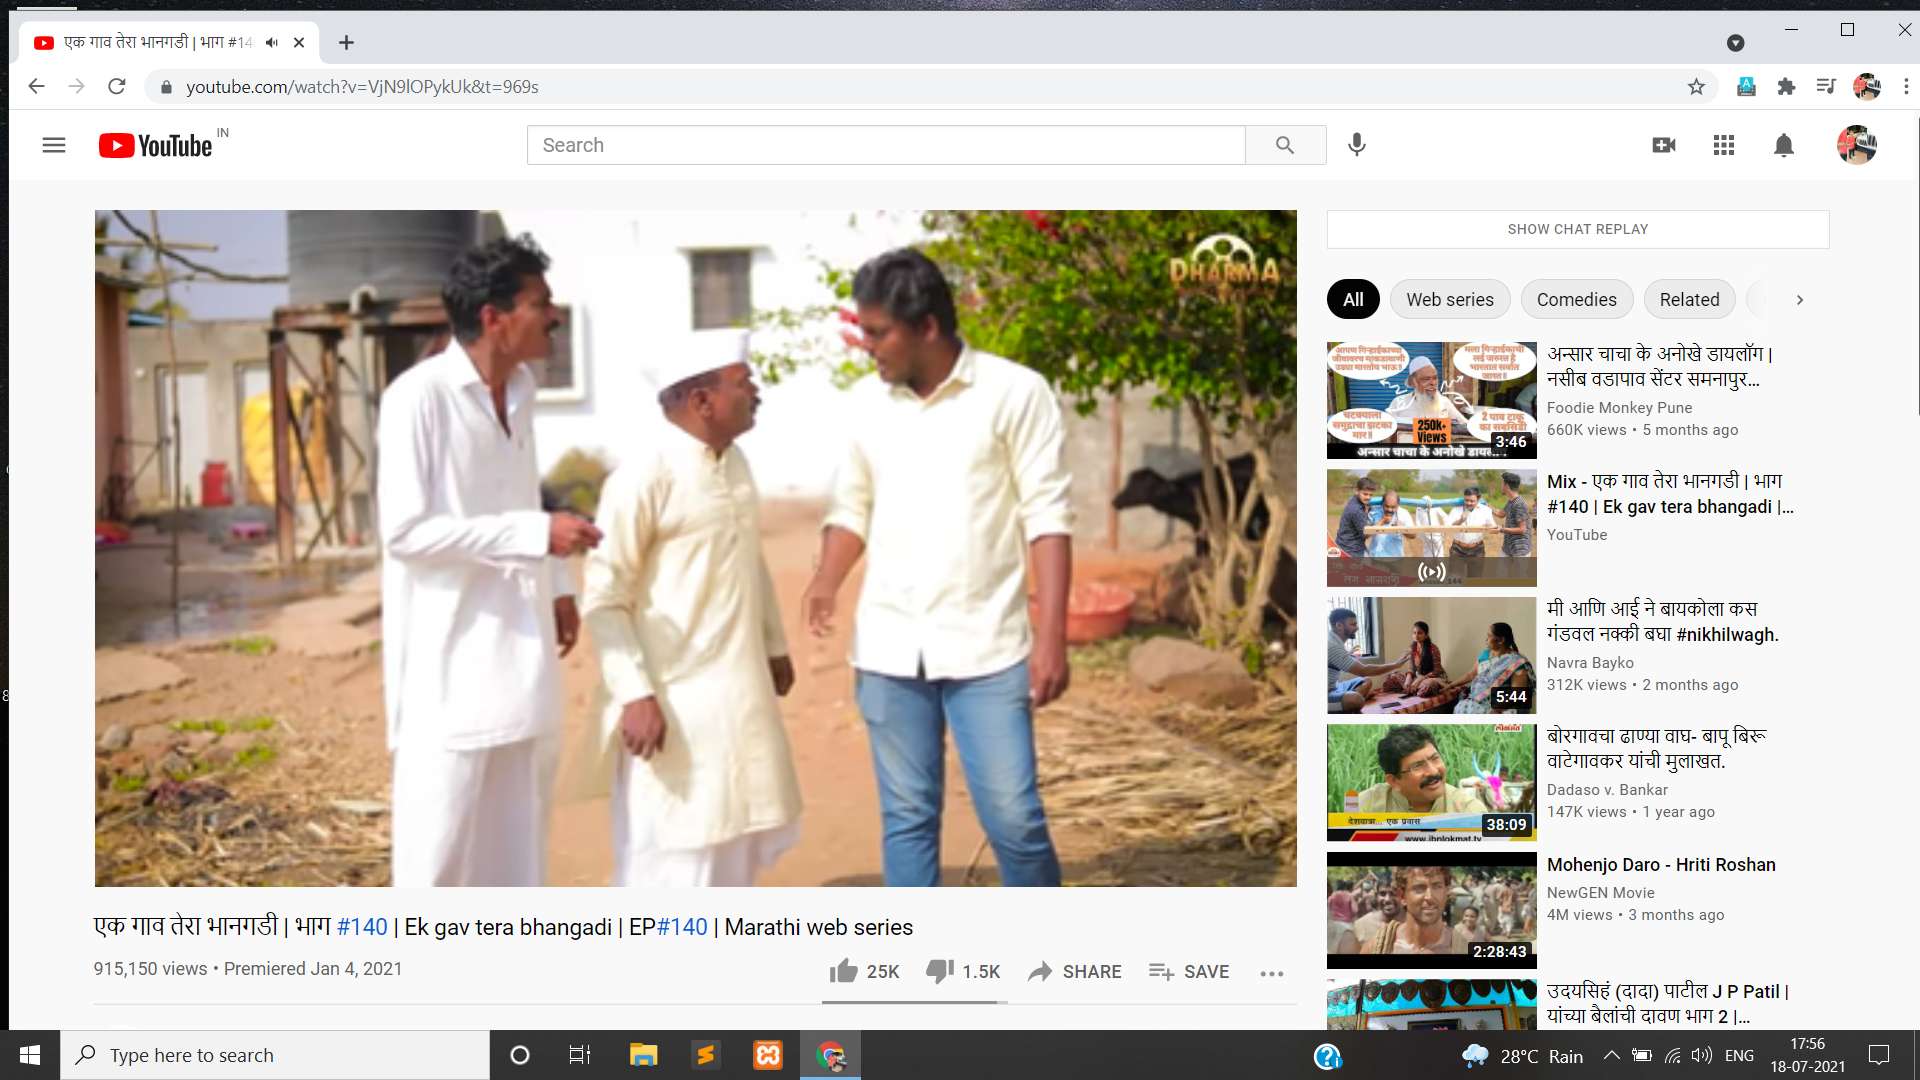 एक गाव तेरा भानगडी | भाग #14
youtube.com/watch?v=VjN9lOPykUk&t=969s
YouTube IN
Search
DHARMA
SHOW CHAT REPLAY
All
Web series
Comedies
Related
250k+
Views
3:46
अन्सार चाचा के अनोखे डायलॉग |
नसीब वडापाव सेंटर समनापुर...
Foodie Monkey Pune
660K views • 5 months ago
Mix - एक गाव तेरा भानगडी | भाग
#140 | Ek gav tera bhangadi |...
YouTube
5:44
मी आणि आई ने बायकोला कस
गंडवल नक्की बघा #nikhilwagh.
Navra Bayko
312K views • 2 months ago
38:09
www.ibnlokmat.tv
बोरगावचा ढाण्या वाघ- बापू बिरू
वाटेगावकर यांची मुलाखत.
Dadaso v. Bankar
147K views • 1 year ago
2:28:43
Mohenjo Daro - Hriti Roshan
NewGEN Movie
4M views • 3 months ago
उदयसिहं (दादा) पाटील J P Patil |
यांच्या बैलांची दावण भाग 2 |...
एक गाव तेरा भानगडी | भाग #140 | Ek gav tera bhangadi | EP#140 | Marathi web series
915,150 views • Premiered Jan 4, 2021
25K
1.5K
SHARE
SAVE
Type here to search
28°C Rain
ENG
17:56
18-07-2021